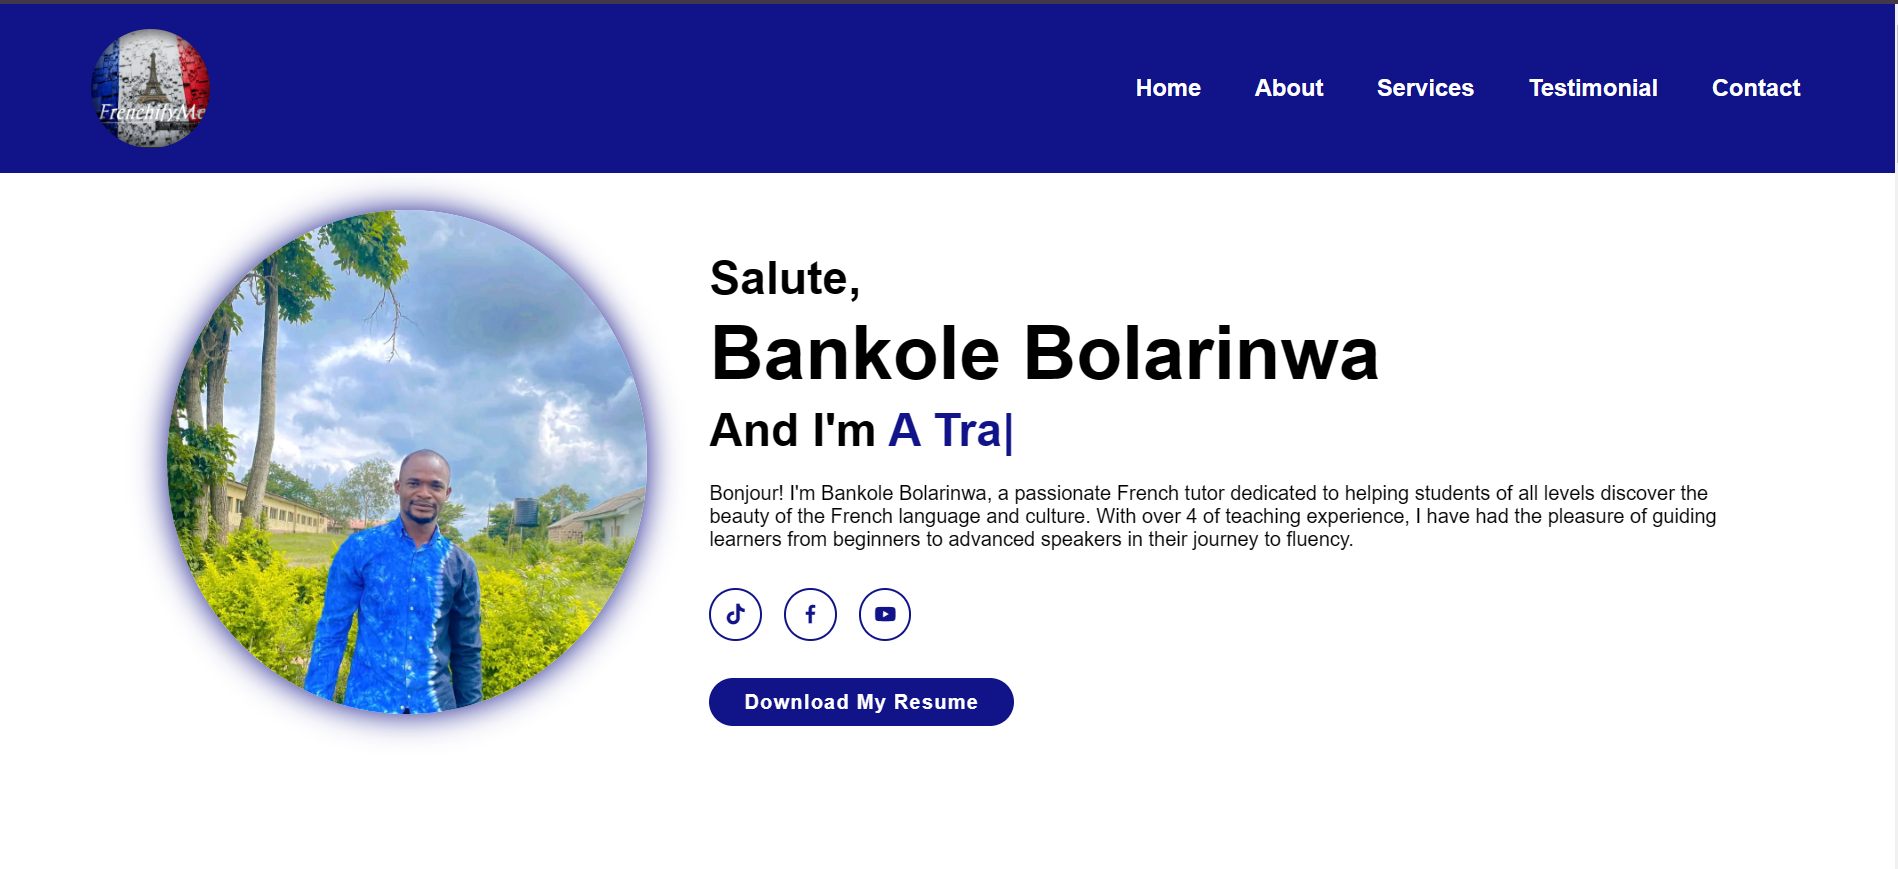 FrenchifyMe
Home About Services Testimonial Contact
Salute,
Bankole Bolarinwa
And I'm A Tra|
Bonjour! I'm Bankole Bolarinwa, a passionate French tutor dedicated to helping students of all levels discover the
beauty of the French language and culture. With over 4 of teaching experience, I have had the pleasure of guiding
learners from beginners to advanced speakers in their journey to fluency.
Download My Resume